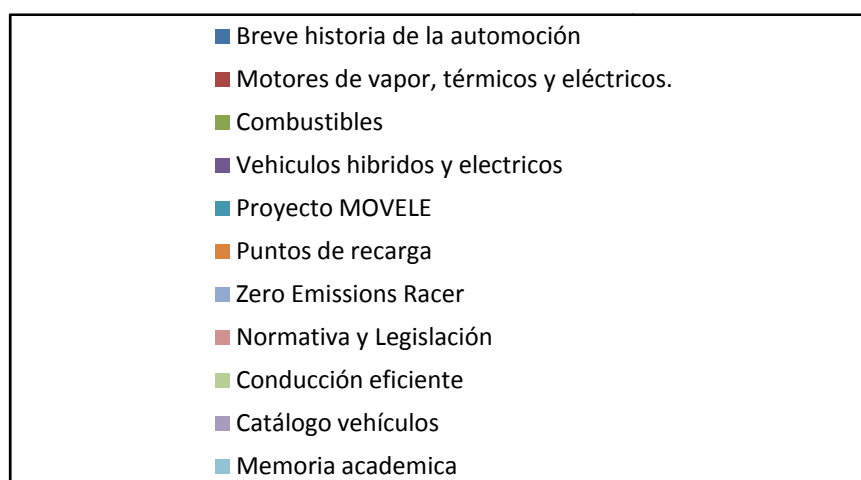 Breve historia de la automoción
Motores de vapor, térmicos y eléctricos.
Combustibles
Vehiculos hibridos y electricos
Proyecto MOVELE
Puntos de recarga
Zero Emissions Racer
Normativa y Legislación
Conducción eficiente
Catálogo vehículos
Memoria academica